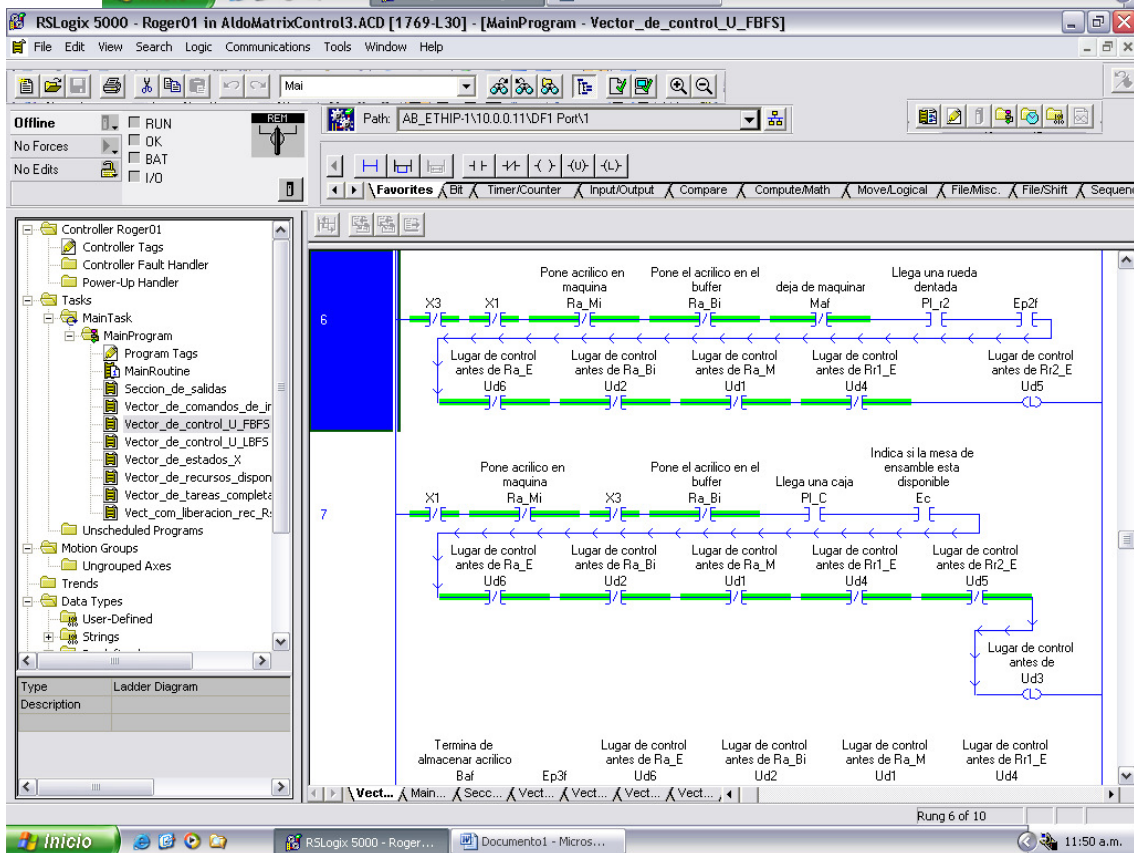 RSLogix 5000 - Roger01 in AldoMatrixControl3.ACD [1769-L30] - [MainProgram - Vector_de_control_U_FBFS]
File Edit View Search Logic Communications Tools Window Help
Mai
Offline
RUN
No Forces
OK
No Edits
BAT
I/O
REM
Path: AB_ETHIP-1\10.0.0.11\DF1 Port\1
Favorites Bit Timer/Counter Input/Output Compare Compute/Math Move/Logical File/Misc. File/Shift Sequen
Controller Roger01
Controller Tags
Controller Fault Handler
Power-Up Handler
Tasks
MainTask
MainProgram
Program Tags
MainRoutine
Seccion_de_salidas
Vector_de_comandos_de_ir
Vector_de_control_U_FBFS
Vector_de_control_U_LBFS
Vector_de_estados_X
Vector_de_recursos_dispon
Vector_de_tareas_completa
Vect_com_liberacion_rec_R:
Unscheduled Programs
Motion Groups
Ungrouped Axes
Trends
Data Types
User-Defined
Strings
Type Ladder Diagram
Description
6
Pone acrilico en maquina
Pone el acrilico en el buffer
deja de maquinar
Llega una rueda dentada
X3 X1 Ra_Mi Ra_Bi Maf PI_r2 Ep2f
Lugar de control antes de Ra_E
Lugar de control antes de Ra_Bi
Lugar de control antes de Ra_M
Lugar de control antes de Rr1_E
Lugar de control antes de Rr2_E
Ud6 Ud2 Ud1 Ud4 Ud5
L
7
Pone acrilico en maquina
Pone el acrilico en el buffer
Llega una caja
Indica si la mesa de ensamble esta disponible
X1 Ra_Mi X3 Ra_Bi PI_C Ec
Lugar de control antes de Ra_E
Lugar de control antes de Ra_Bi
Lugar de control antes de Ra_M
Lugar de control antes de Rr1_E
Lugar de control antes de Rr2_E
Ud6 Ud2 Ud1 Ud4 Ud5
Lugar de control antes de
Ud3
L
Termina de almacenar acrilico
Lugar de control antes de Ra_E
Lugar de control antes de Ra_Bi
Lugar de control antes de Ra_M
Lugar de control antes de Rr1_E
Baf Ep3f Ud6 Ud2 Ud1 Ud4
Vect... Main... Secc... Vect... Vect... Vect... Vect...
Rung 6 of 10
Inicio
RSLogix 5000 - Roger...
Documento1 - Micros...
11:50 a.m.